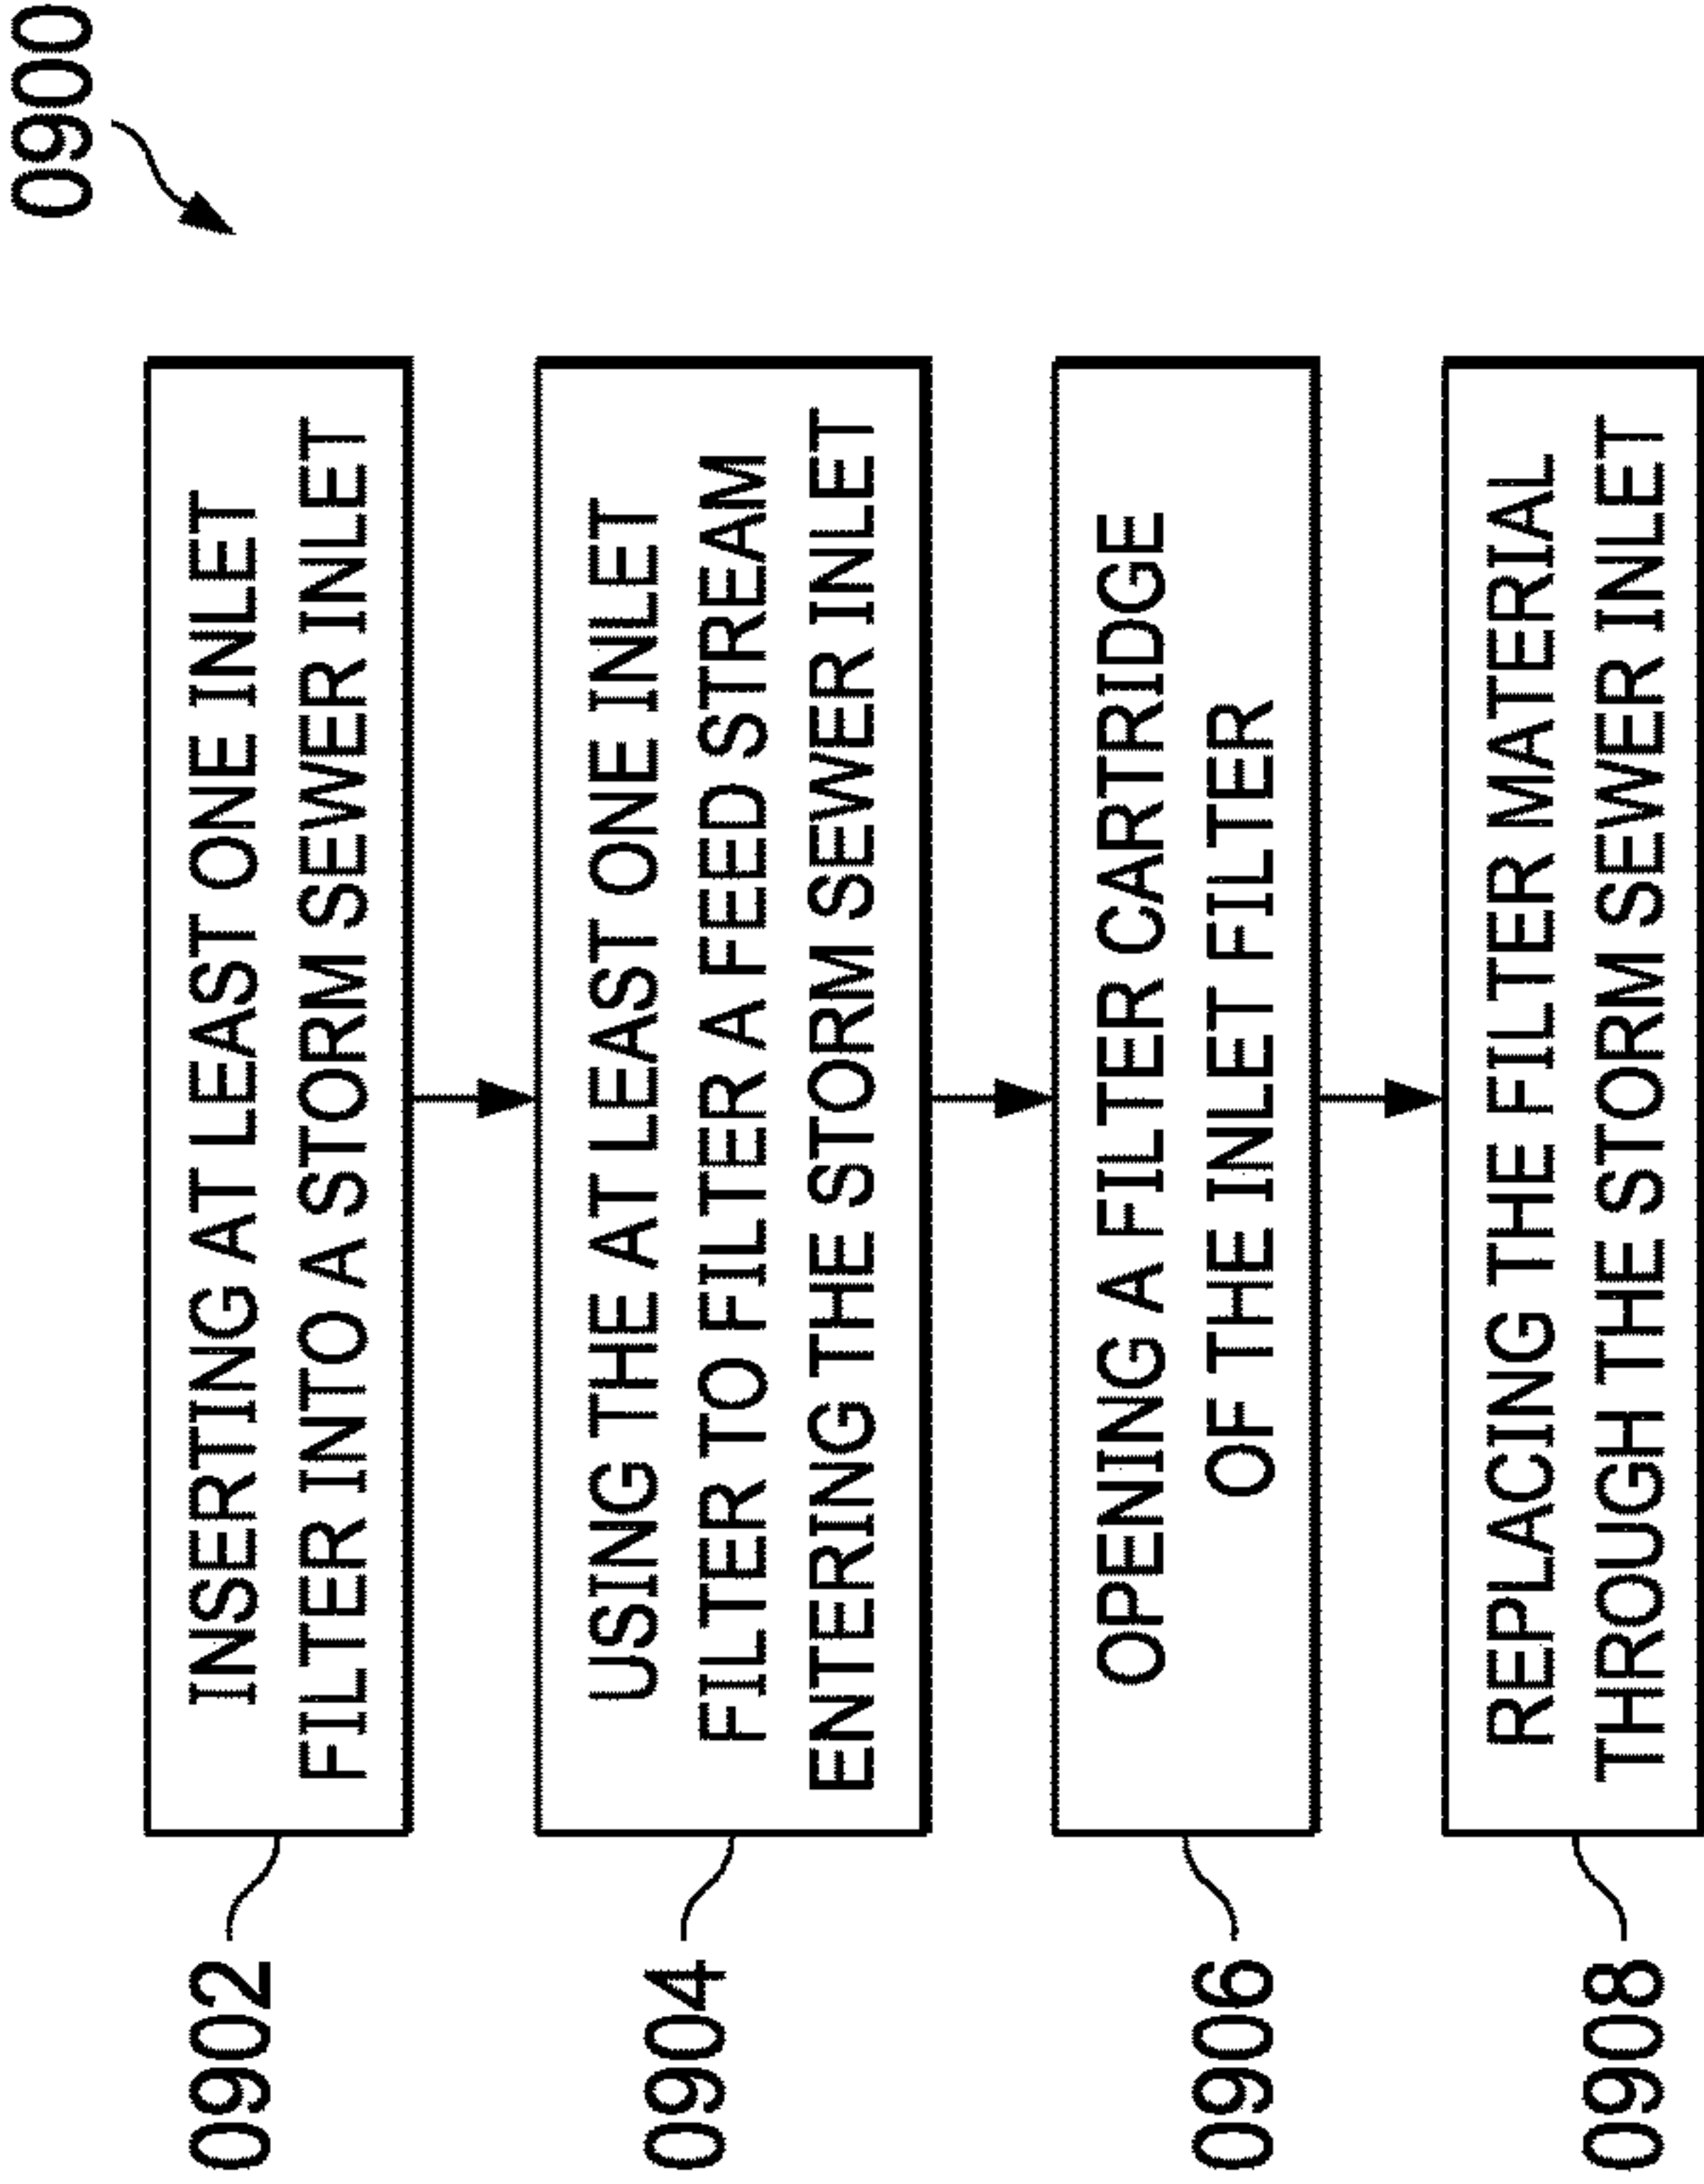 0900
0902
INSERTING AT LEAST ONE INLET
FILTER INTO A STORM SEWER INLET
0904
USING THE AT LEAST ONE INLET
FILTER TO FILTER A FEED STREAM
ENTERING THE STORM SEWER INLET
0906
OPENING A FILTER CARTRIDGE
OF THE INLET FILTER
0908
REPLACING THE FILTER MATERIAL
THROUGH THE STORM SEWER INLET